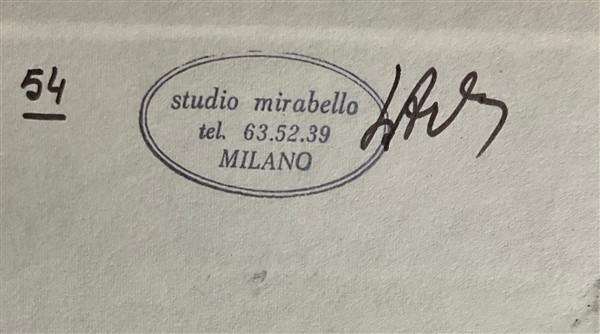 54
studio mirabello
tel. 63.52.39
MILANO